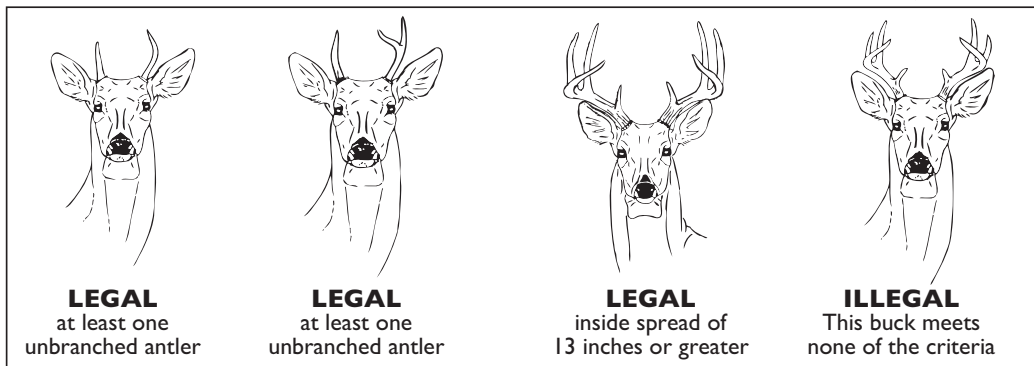 LEGAL
at least one
unbranched antler
LEGAL
at least one
unbranched antler
LEGAL
inside spread of
13 inches or greater
ILLEGAL
This buck meets
none of the criteria